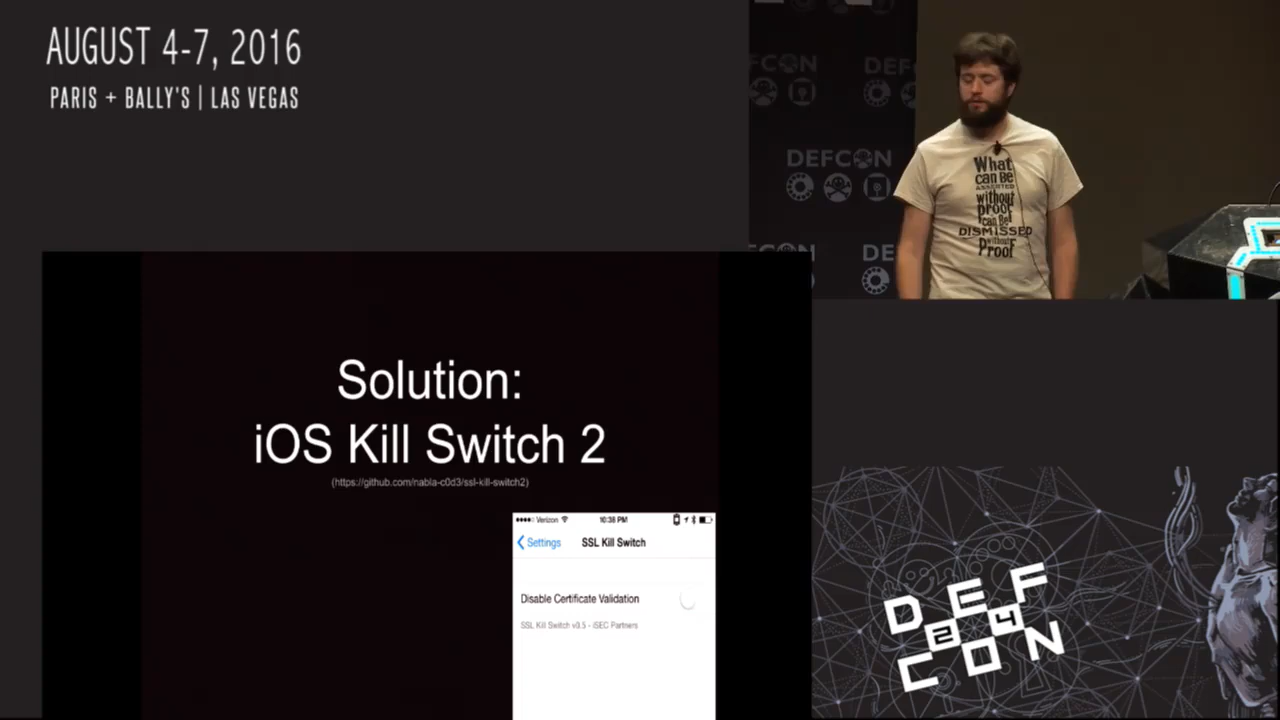 AUGUST 4-7, 2016
PARIS + BALLY'S | LAS VEGAS
DEFCON
DEF
DEFCON
DE
What
can Be
ASSERTED
without
proof
can Be
DISMISSED
without
Proof
Solution:
iOS Kill Switch 2
(https://github.com/nabla-c0d3/ssl-kill-switch2)
Verizon 10:38 PM
Settings SSL Kill Switch
Disable Certificate Validation
SSL Kill Switch v0.5 - iSEC Partners
DEF
24
CON